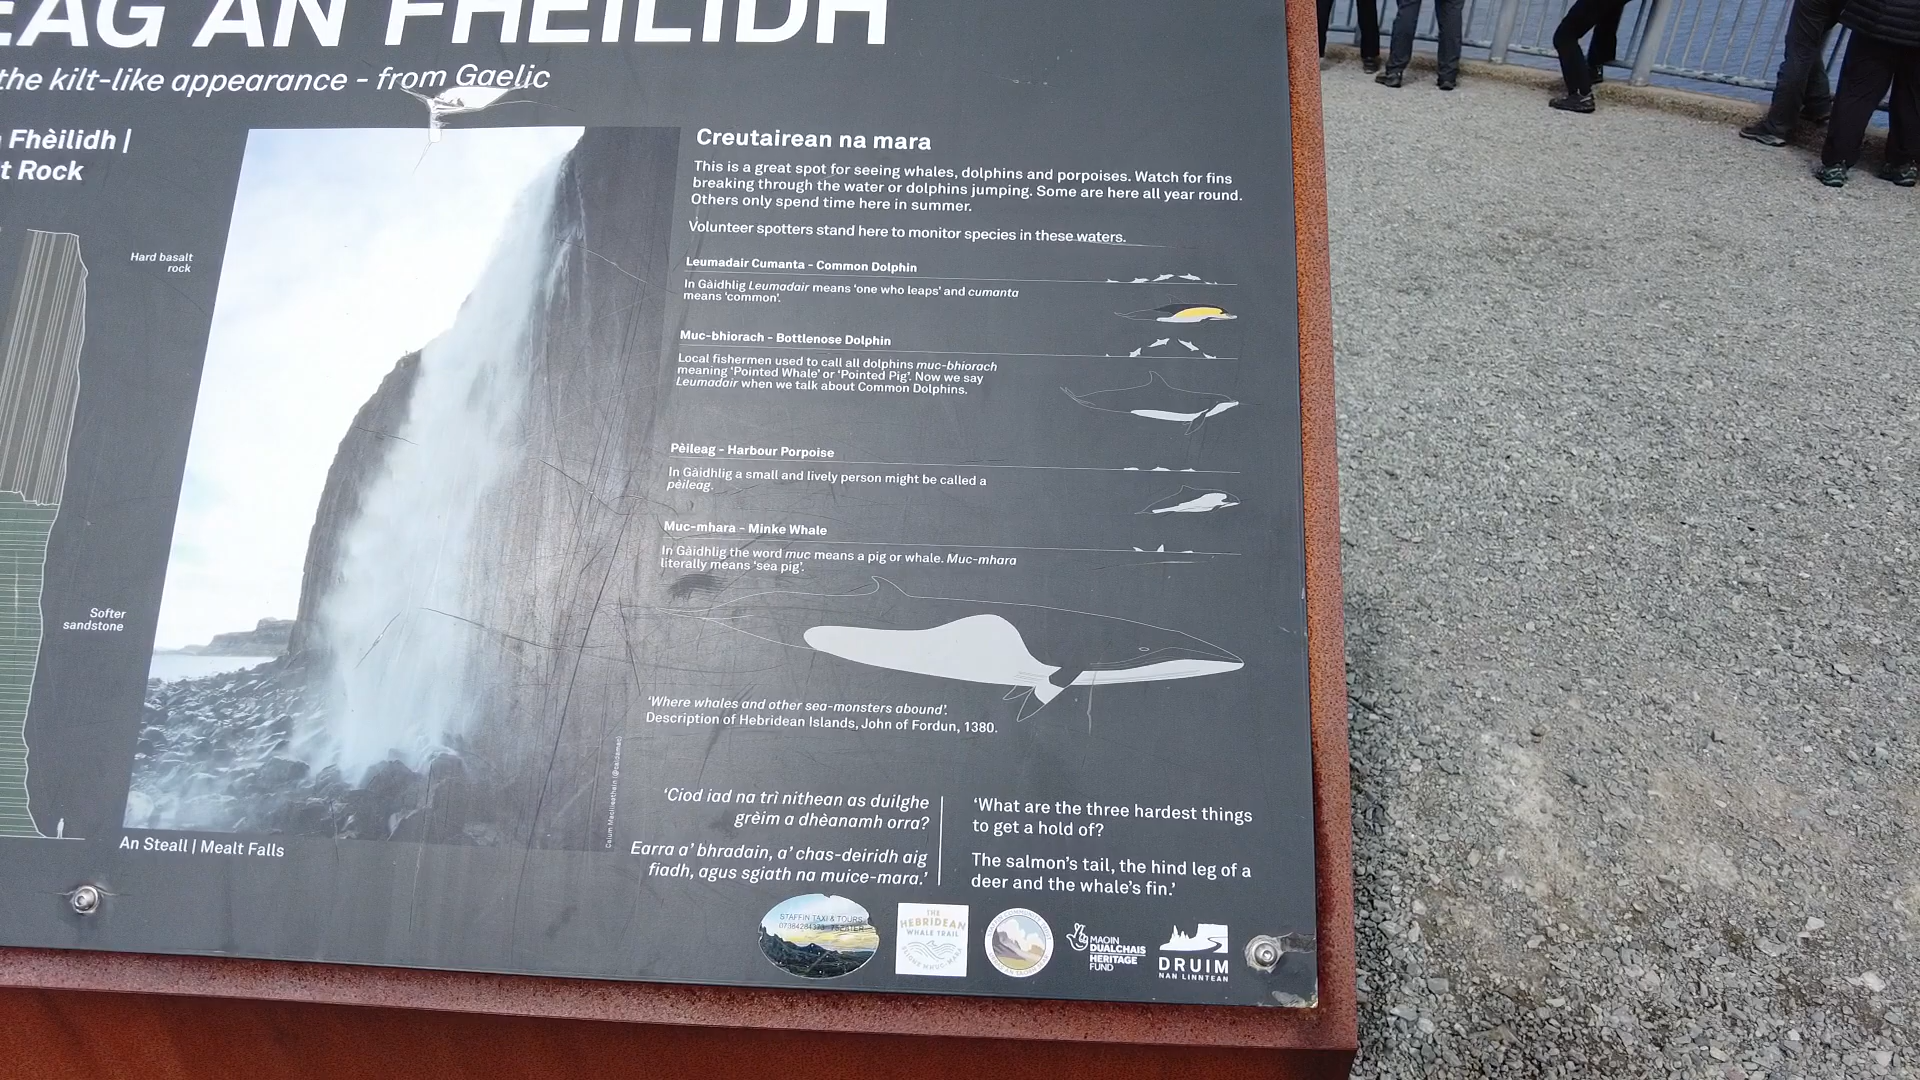 EAG AN FHEILIDH
the kilt-like appearance - from Gaelic
Fhèilidh |
t Rock
Hard basalt
rock
Softer
sandstone
An Steall | Mealt Falls
Creutairean na mara
This is a great spot for seeing whales, dolphins and porpoises. Watch for fins
breaking through the water or dolphins jumping. Some are here all year round.
Others only spend time here in summer.
Volunteer spotters stand here to monitor species in these waters.
Leumadair Cumanta - Common Dolphin
In Gàidhlig Leumadair means ‘one who leaps’ and cumanta
means ‘common’.
Muc-bhiorach - Bottlenose Dolphin
Local fishermen used to call all dolphins muc-bhiorach
meaning ‘Pointed Whale’ or ‘Pointed Pig’. Now we say
Leumadair when we talk about Common Dolphins.
Pèileag - Harbour Porpoise
In Gàidhlig a small and lively person might be called a
pèileag.
Muc-mhara - Minke Whale
In Gàidhlig the word muc means a pig or whale. Muc-mhara
literally means ‘sea pig’.
‘Where whales and other sea-monsters abound’.
Description of Hebridean Islands, John of Fordun, 1380.
‘Ciod iad na trì nithean as duilghe
grèim a dhèanamh orra?
Earra a’ bhradain, a’ chas-deiridh aig
fiadh, agus sgiath na muice-mara.’
‘What are the three hardest things
to get a hold of?
The salmon’s tail, the hind leg of a
deer and the whale’s fin.’
STAFFIN TAXI & TOURS
THE
HEBRIDEAN
WHALE TRAIL
MAOIN
DUALCHAIS
HERITAGE
FUND
DRUIM
NAN LINNTEAN